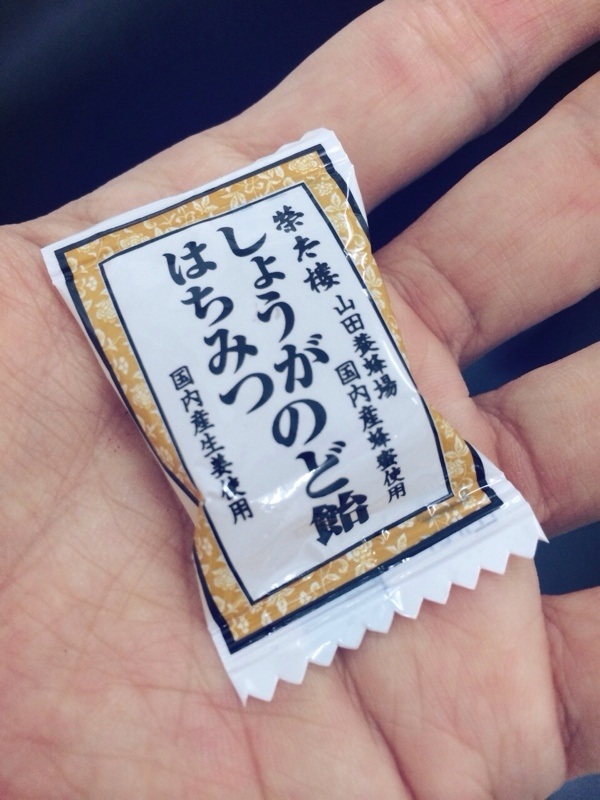 榮太樓
山田養蜂場
国内産蜂蜜使用
しょうがのど飴
はちみつ
国内産生姜使用